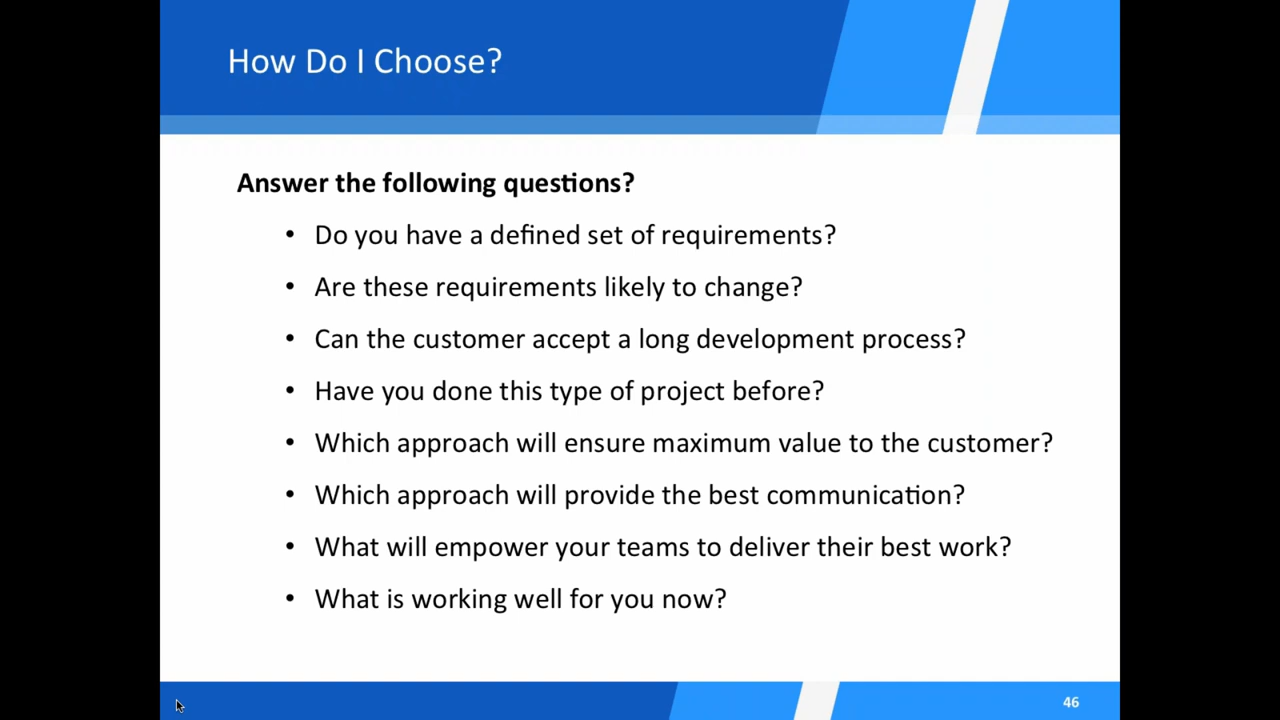 How Do I Choose?
Answer the following questions?
• Do you have a defined set of requirements?
• Are these requirements likely to change?
• Can the customer accept a long development process?
• Have you done this type of project before?
• Which approach will ensure maximum value to the customer?
• Which approach will provide the best communication?
• What will empower your teams to deliver their best work?
• What is working well for you now?
46